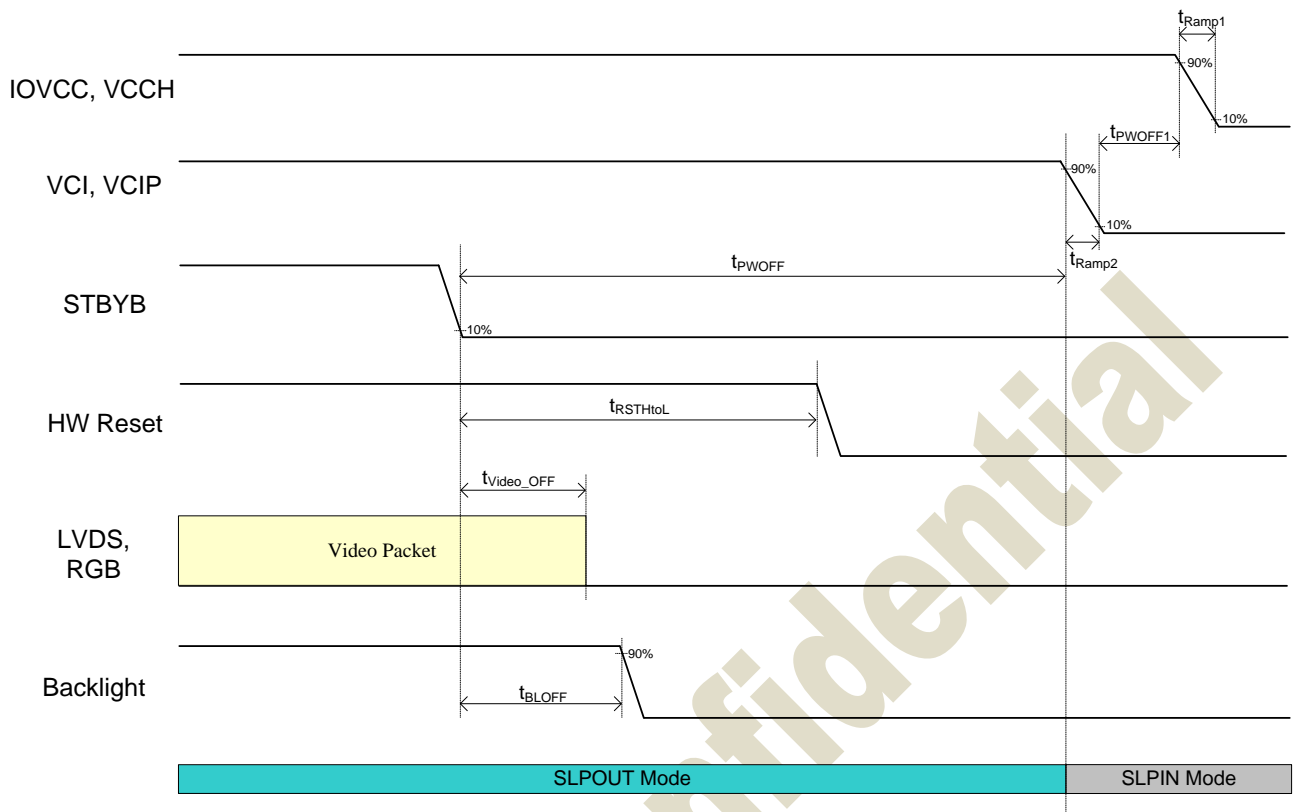 tRamp1
IOVCC, VCCH
90%
10%
tPWOFF1
VCI, VCIP
90%
10%
tRamp2
tPWOFF
STBYB
10%
HW Reset
tRSTHtoL
tVideo_OFF
LVDS,
RGB
Video Packet
Backlight
90%
tBLOFF
SLPOUT Mode
SLPIN Mode
nfidential